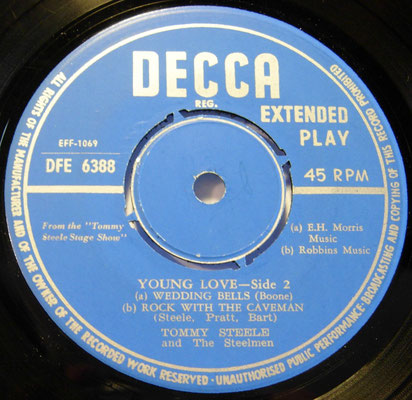 DECCA
REG.
EXTENDED
PLAY
EFF-1069
DFE 6388
45 RPM
From the "Tommy
Steele Stage Show"
(a) E.H. Morris
Music
(b) Robbins Music
YOUNG LOVE—Side 2
(a) WEDDING BELLS (Boone)
(b) ROCK WITH THE CAVEMAN
(Steele, Pratt, Bart)
TOMMY STEELE
and The Steelmen
ALL RIGHTS OF THE MANUFACTURER AND OF THE OWNER OF THE RECORDED WORK RESERVED · UNAUTHORISED PUBLIC PERFORMANCE BROADCASTING AND COPYING OF THIS RECORD PROHIBITED